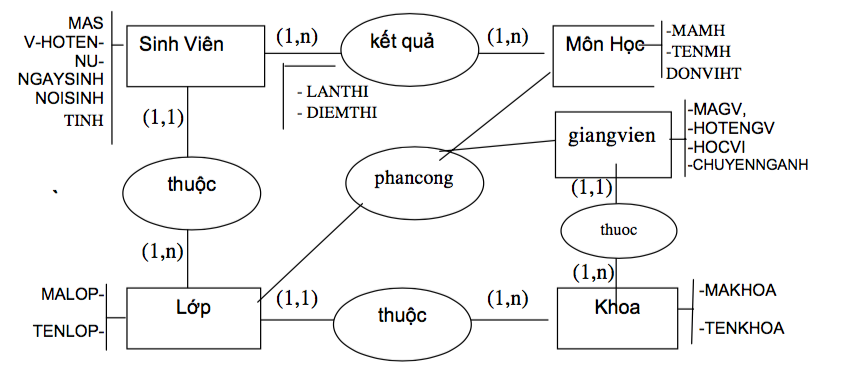 MAS
V-HOTEN-
NU-
NGAYSINH
NOISINH
TINH
Sinh Viên
(1,n)
kết quả
(1,n)
Môn Học
-MAMH
-TENMH
DONVIHT
- LANTHI
- DIEMTHI
(1,1)
giangvien
-MAGV,
-HOTENGV
-HOCVI
-CHUYENNGANH
thuộc
phancong
(1,1)
thuoc
(1,n)
(1,n)
MALOP-
TENLOP-
Lớp
(1,1)
thuộc
(1,n)
Khoa
-MAKHOA
-TENKHOA